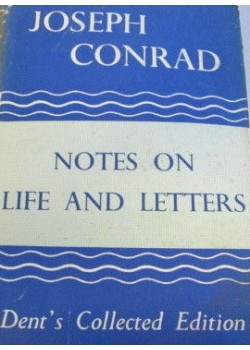 JOSEPH
CONRAD
NOTES ON
LIFE AND LETTERS
Dent's Collected Edition